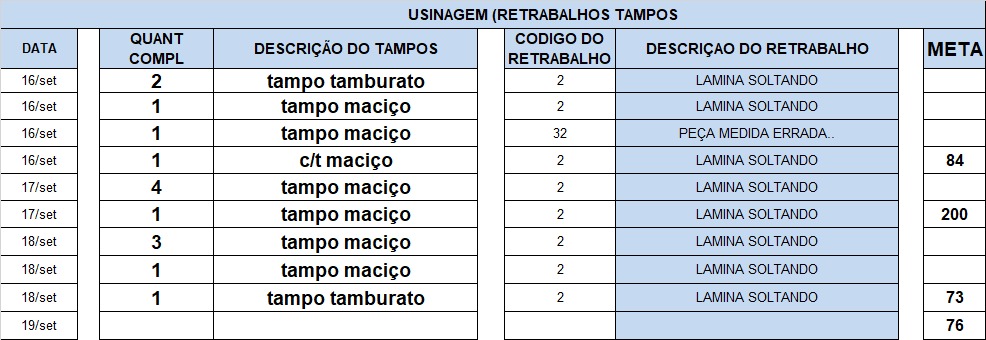 USINAGEM (RETRABALHOS TAMPOS
DATA QUANT COMPL DESCRIÇÃO DO TAMPOS CODIGO DO RETRABALHO DESCRIÇAO DO RETRABALHO META
16/set 2 tampo tamburato 2 LAMINA SOLTANDO
16/set 1 tampo maciço 2 LAMINA SOLTANDO
16/set 1 tampo maciço 32 PEÇA MEDIDA ERRADA..
16/set 1 c/t maciço 2 LAMINA SOLTANDO 84
17/set 4 tampo maciço 2 LAMINA SOLTANDO
17/set 1 tampo maciço 2 LAMINA SOLTANDO 200
18/set 3 tampo maciço 2 LAMINA SOLTANDO
18/set 1 tampo maciço 2 LAMINA SOLTANDO
18/set 1 tampo tamburato 2 LAMINA SOLTANDO 73
19/set 76